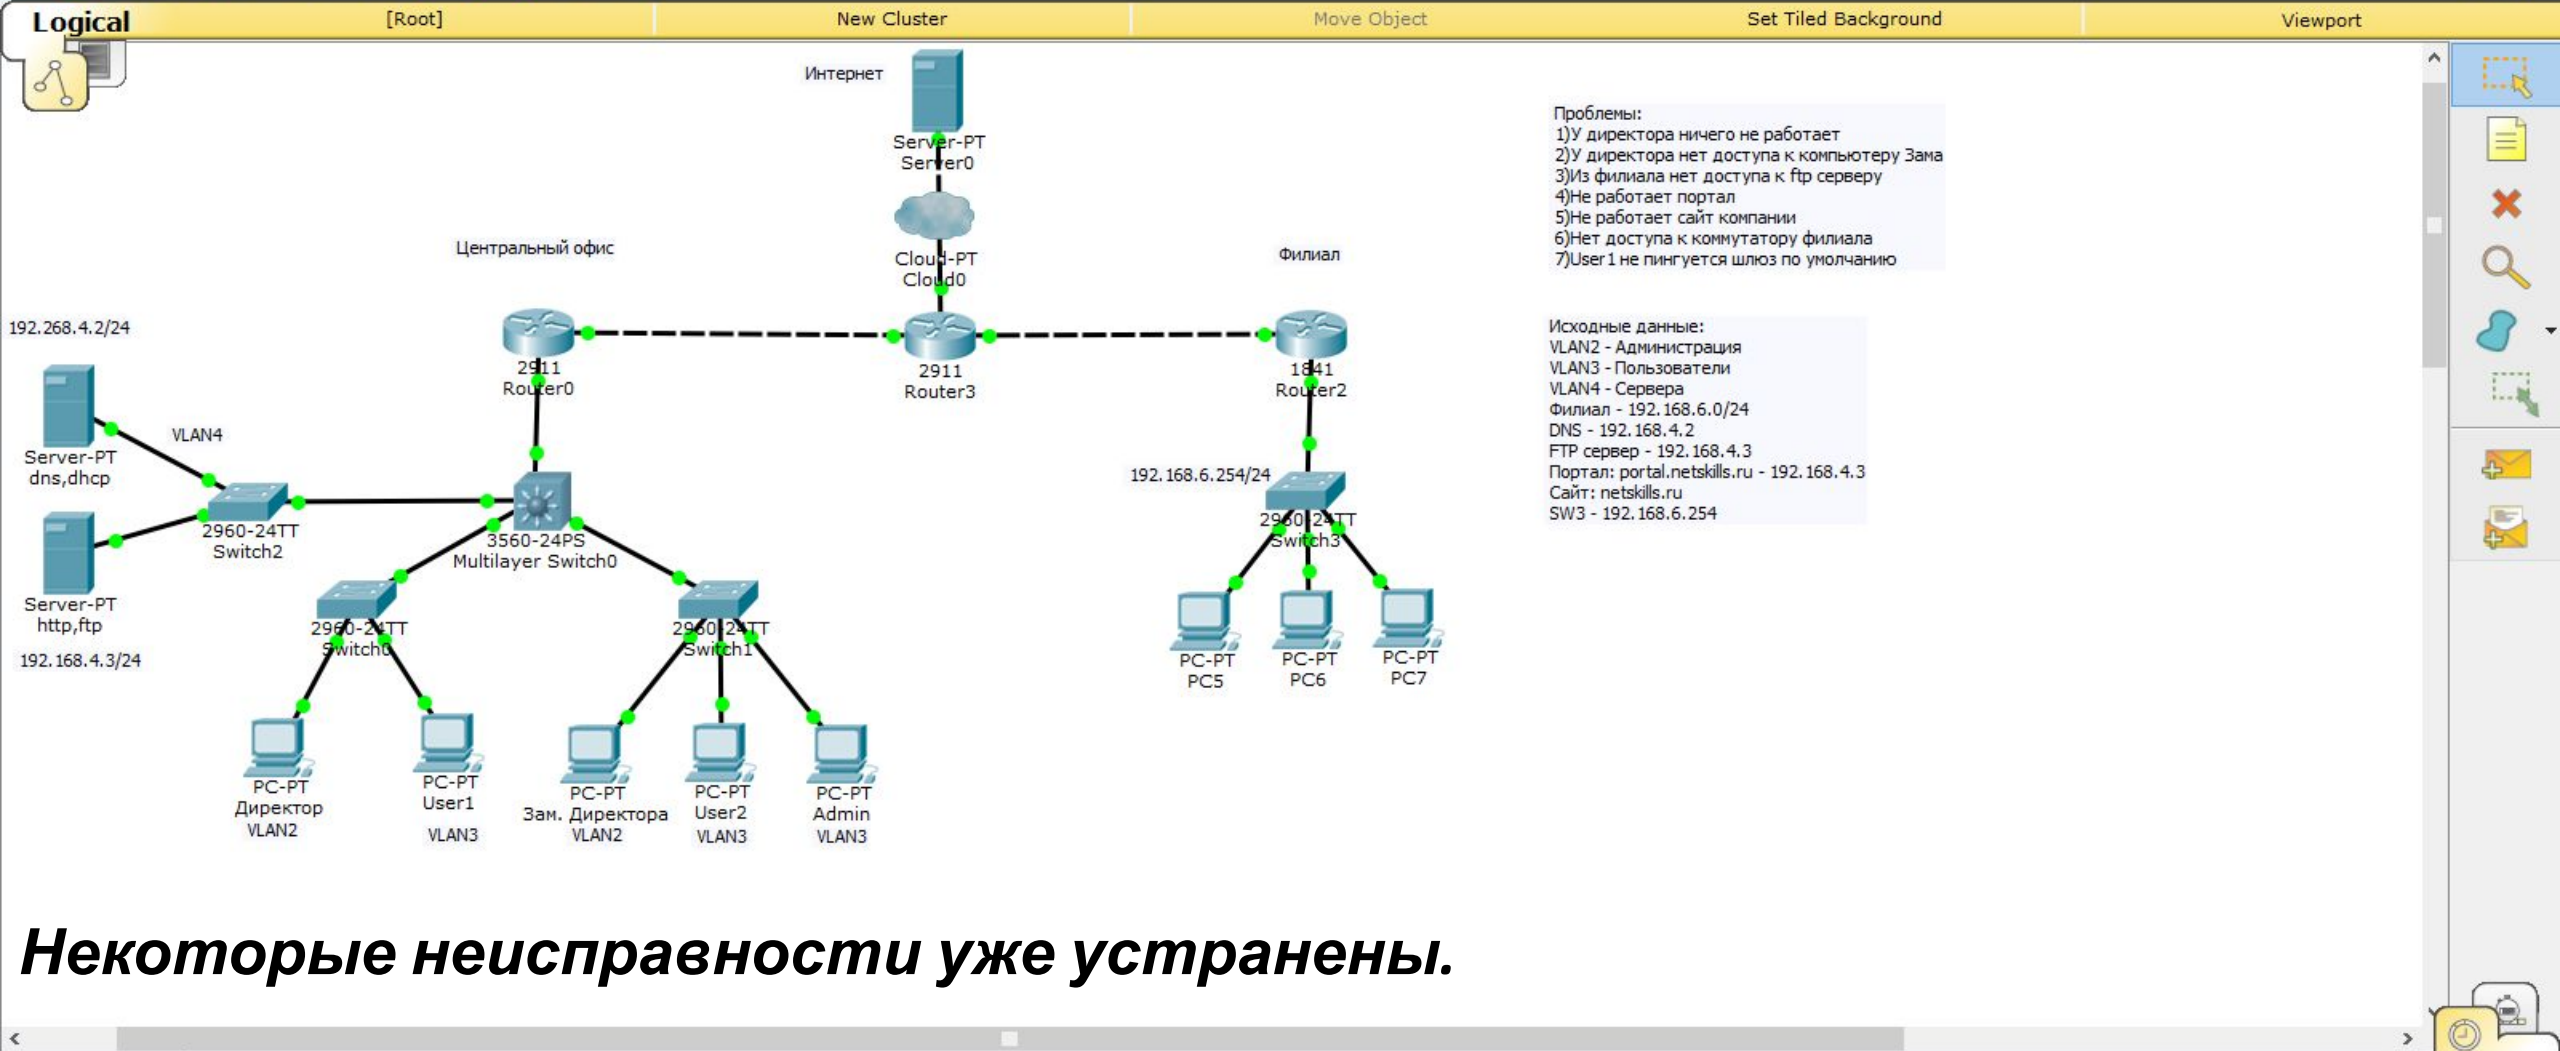 Logical
[Root]
New Cluster
Move Object
Set Tiled Background
Viewport
Интернет
Server-PT
Server0
Cloud-PT
Cloud0
Центральный офис
Филиал
Проблемы:
1)У директора ничего не работает
2)У директора нет доступа к компьютеру Зама
3)Из филиала нет доступа к ftp серверу
4)Не работает портал
5)Не работает сайт компании
6)Нет доступа к коммутатору филиала
7)User1 не пингуется шлюз по умолчанию
Исходные данные:
VLAN2 - Администрация
VLAN3 - Пользователи
VLAN4 - Сервера
Филиал - 192.168.6.0/24
DNS - 192.168.4.2
FTP сервер - 192.168.4.3
Портал: portal.netskills.ru - 192.168.4.3
Сайт: netskills.ru
SW3 - 192.168.6.254
2911
Router0
2911
Router3
1841
Router2
192.268.4.2/24
Server-PT
dns,dhcp
VLAN4
2960-24TT
Switch2
3560-24PS
Multilayer Switch0
192.168.6.254/24
2960-24TT
Switch3
Server-PT
http,ftp
192.168.4.3/24
2960-24TT
Switch0
2960-24TT
Switch1
PC-PT
PC5
PC-PT
PC6
PC-PT
PC7
PC-PT
Директор
VLAN2
PC-PT
User1
VLAN3
PC-PT
Зам. Директора
VLAN2
PC-PT
User2
VLAN3
PC-PT
Admin
VLAN3
Некоторые неисправности уже устранены.